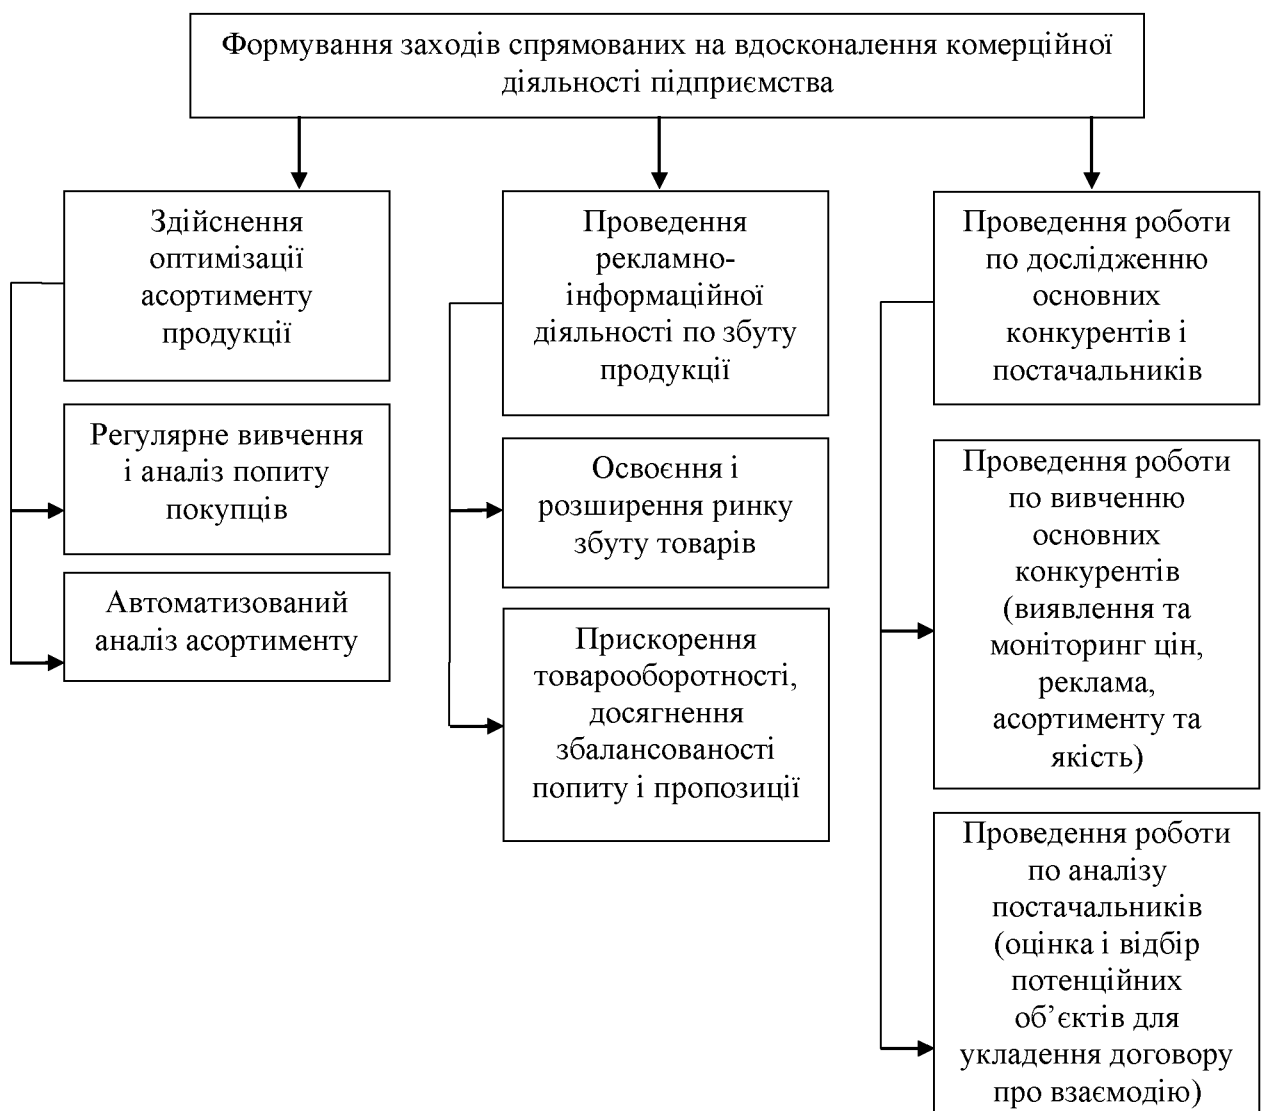 Формування заходів спрямованих на вдосконалення комерційної
діяльності підприємства
Здійснення
оптимізації
асортименту
продукції
Регулярне вивчення
і аналіз попиту
покупців
Автоматизований
аналіз асортименту
Проведення
рекламно-
інформаційної
діяльності по збуту
продукції
Освоєння і
розширення ринку
збуту товарів
Прискорення
товарооборотності,
досягнення
збалансованості
попиту і пропозиції
Проведення роботи
по дослідженню
основних
конкурентів і
постачальників
Проведення роботи
по вивченню
основних
конкурентів
(виявлення та
моніторинг цін,
реклама,
асортименту та
якість)
Проведення роботи
по аналізу
постачальників
(оцінка і відбір
потенційних
об’єктів для
укладення договору
про взаємодію)